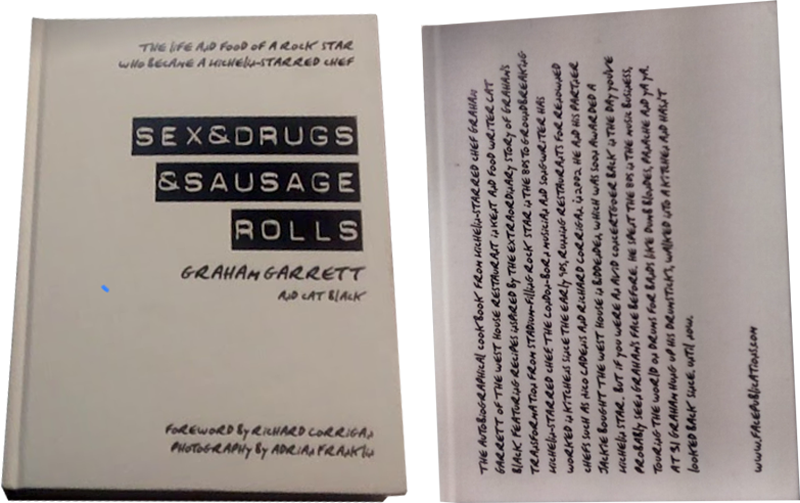 THE LIFE AND FOOD OF A ROCK STAR
WHO BECAME A MICHELIN-STARRED CHEF
SEX&DRUGS
&SAUSAGE
ROLLS
GRAHAM GARRETT
AND CAT BLACK
FOREWORD BY RICHARD CORRIGAN
PHOTOGRAPHY BY ADRIAN FRANKLIN
THE AUTOBIOGRAPHICAL COOKBOOK FROM MICHELIN-STARRED CHEF GRAHAM
GARRETT OF THE WEST HOUSE RESTAURANT IN KENT AND FOOD WRITER CAT
BLACK FEATURING RECIPES INSPIRED BY THE EXTRAORDINARY STORY OF GRAHAM'S
TRANSFORMATION FROM STADIUM-FILLING ROCK STAR IN THE 80S TO GROUNDBREAKING
MICHELIN-STARRED CHEF. THE LONDON-BORN MUSICIAN AND SONGWRITER HAS
WORKED IN KITCHENS SINCE THE EARLY 90S, RUNNING RESTAURANTS FOR RENOWNED
CHEFS SUCH AS NICO LADENIS AND RICHARD CORRIGAN. IN 2002 HE AND HIS PARTNER
JACKIE BOUGHT THE WEST HOUSE IN BIDDENDEN, WHICH WAS SOON AWARDED A
MICHELIN STAR. BUT IF YOU WERE AN AVID CONCERTGOER BACK IN THE DAY YOU'VE
PROBABLY SEEN GRAHAM'S FACE BEFORE. HE SPENT THE 80S IN THE MUSIC BUSINESS,
TOURING THE WORLD ON DRUMS FOR BANDS LIKE DUMB BLONDES, PANACHE AND YA YA.
AT 31 GRAHAM HUNG UP HIS DRUMSTICKS, WALKED INTO A KITCHEN AND HASN'T
LOOKED BACK SINCE, UNTIL NOW.
WWW.FACEPUBLICATIONS.COM